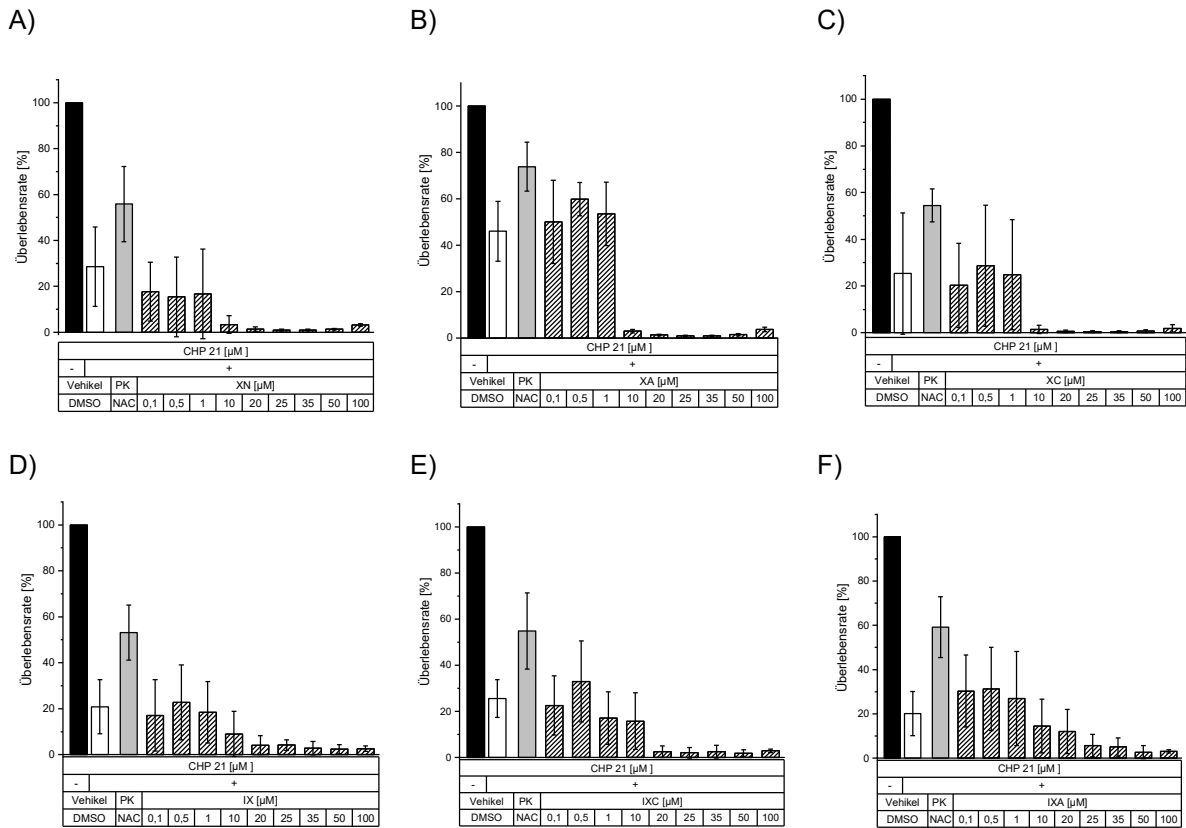 A)
B)
C)
Überlebensrate [%]
100
80
60
40
20
0
CHP 21 [µM ]
- +
Vehikel PK XN [µM]
DMSO NAC 0,1 0,5 1 10 20 25 35 50 100
Überlebensrate [%]
100
80
60
40
20
0
CHP 21 [µM ]
- +
Vehikel PK XA [µM]
DMSO NAC 0,1 0,5 1 10 20 25 35 50 100
Überlebensrate [%]
100
80
60
40
20
0
CHP 21 [µM ]
- +
Vehikel PK XC [µM]
DMSO NAC 0,1 0,5 1 10 20 25 35 50 100
D)
E)
F)
Überlebensrate [%]
100
80
60
40
20
0
CHP 21 [µM ]
- +
Vehikel PK IX [µM]
DMSO NAC 0,1 0,5 1 10 20 25 35 50 100
Überlebensrate [%]
100
80
60
40
20
0
CHP 21 [µM ]
- +
Vehikel PK IXC [µM]
DMSO NAC 0,1 0,5 1 10 20 25 35 50 100
Überlebensrate [%]
100
80
60
40
20
0
CHP 21 [µM ]
- +
Vehikel PK IXA [µM]
DMSO NAC 0,1 0,5 1 10 20 25 35 50 100